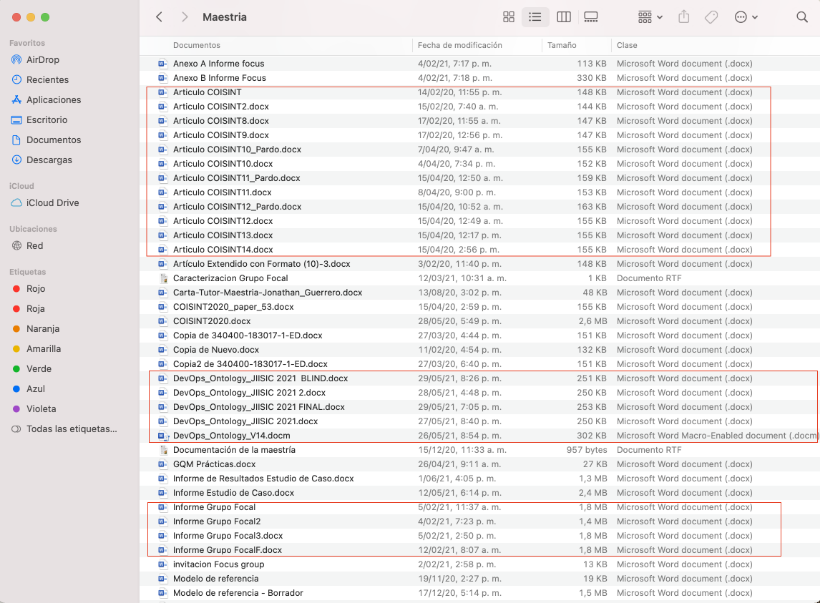 Maestria
Favoritos
AirDrop
Recientes
Aplicaciones
Escritorio
Documentos
Descargas
iCloud
iCloud Drive
Ubicaciones
Red
Etiquetas
Rojo
Roja
Naranja
Amarilla
Verde
Azul
Violeta
Todas las etiquetas...
Documentos Fecha de modificación Tamaño Clase
Anexo A Informe focus 4/02/21, 7:17 p. m. 113 KB Microsoft Word document (.docx)
Anexo B Informe Focus 4/02/21, 7:18 p. m. 330 KB Microsoft Word document (.docx)
Articulo COISINT 14/02/20, 11:55 p. m. 148 KB Microsoft Word document (.docx)
Articulo COISINT2.docx 15/02/20, 7:40 a. m. 144 KB Microsoft Word document (.docx)
Articulo COISINT8.docx 17/02/20, 11:55 a. m. 147 KB Microsoft Word document (.docx)
Articulo COISINT9.docx 17/02/20, 12:56 p. m. 147 KB Microsoft Word document (.docx)
Articulo COISINT10_Pardo.docx 7/04/20, 9:47 a. m. 155 KB Microsoft Word document (.docx)
Articulo COISINT10.docx 4/04/20, 7:34 p. m. 152 KB Microsoft Word document (.docx)
Articulo COISINT11_Pardo.docx 15/04/20, 12:50 a. m. 159 KB Microsoft Word document (.docx)
Articulo COISINT11.docx 8/04/20, 9:00 p. m. 153 KB Microsoft Word document (.docx)
Articulo COISINT12_Pardo.docx 15/04/20, 10:52 a. m. 163 KB Microsoft Word document (.docx)
Articulo COISINT12.docx 15/04/20, 12:49 a. m. 155 KB Microsoft Word document (.docx)
Articulo COISINT13.docx 15/04/20, 12:17 p. m. 155 KB Microsoft Word document (.docx)
Articulo COISINT14.docx 15/04/20, 2:56 p. m. 155 KB Microsoft Word document (.docx)
Artículo Extendido con Formato (10)-3.docx 3/02/20, 11:40 p. m. 148 KB Microsoft Word document (.docx)
Caracterizacion Grupo Focal 12/03/21, 10:31 a. m. 1 KB Documento RTF
Carta-Tutor-Maestria-Jonathan_Guerrero.docx 13/08/20, 3:02 p. m. 48 KB Microsoft Word document (.docx)
COISINT2020_paper_53.docx 15/04/20, 2:59 p. m. 155 KB Microsoft Word document (.docx)
COISINT2020.docx 28/05/20, 5:49 p. m. 2,6 MB Microsoft Word document (.docx)
Copia de 340400-183017-1-ED.docx 27/03/20, 4:44 p. m. 151 KB Microsoft Word document (.docx)
Copia de Nuevo.docx 11/02/20, 4:54 p. m. 132 KB Microsoft Word document (.docx)
Copia2 de 340400-183017-1-ED.docx 27/03/20, 6:40 p. m. 151 KB Microsoft Word document (.docx)
DevOps_Ontology_JIISIC 2021 BLIND.docx 29/05/21, 8:26 p. m. 251 KB Microsoft Word document (.docx)
DevOps_Ontology_JIISIC 2021 2.docx 28/05/21, 4:48 p. m. 250 KB Microsoft Word document (.docx)
DevOps_Ontology_JIISIC 2021 FINAL.docx 29/05/21, 7:05 p. m. 253 KB Microsoft Word document (.docx)
DevOps_Ontology_JIISIC 2021.docx 27/05/21, 8:40 p. m. 250 KB Microsoft Word document (.docx)
DevOps_Ontology_V14.docm 26/05/21, 8:54 p. m. 302 KB Microsoft Word Macro-Enabled document (.docm)
Documentación de la maestría 15/12/20, 11:33 a. m. 957 bytes Documento RTF
GQM Prácticas.docx 26/04/21, 9:11 a. m. 27 KB Microsoft Word document (.docx)
Informe de Resultados Estudio de Caso.docx 1/06/21, 4:05 p. m. 1,3 MB Microsoft Word document (.docx)
Informe Estudio de Caso.docx 12/05/21, 6:14 p. m. 2,4 MB Microsoft Word document (.docx)
Informe Grupo Focal 5/02/21, 11:37 a. m. 1,8 MB Microsoft Word document (.docx)
Informe Grupo Focal2 4/02/21, 7:23 p. m. 1,4 MB Microsoft Word document (.docx)
Informe Grupo Focal3.docx 5/02/21, 2:50 p. m. 1,8 MB Microsoft Word document (.docx)
Informe Grupo FocalF.docx 12/02/21, 8:07 a. m. 1,8 MB Microsoft Word document (.docx)
invitacion Focus group 2/02/21, 2:58 p. m. 13 KB Microsoft Word document (.docx)
Modelo de referencia 19/11/20, 2:27 p. m. 19 KB Microsoft Word document (.docx)
Modelo de referencia - Borrador 17/12/20, 5:14 p. m. 1,5 MB Microsoft Word document (.docx)